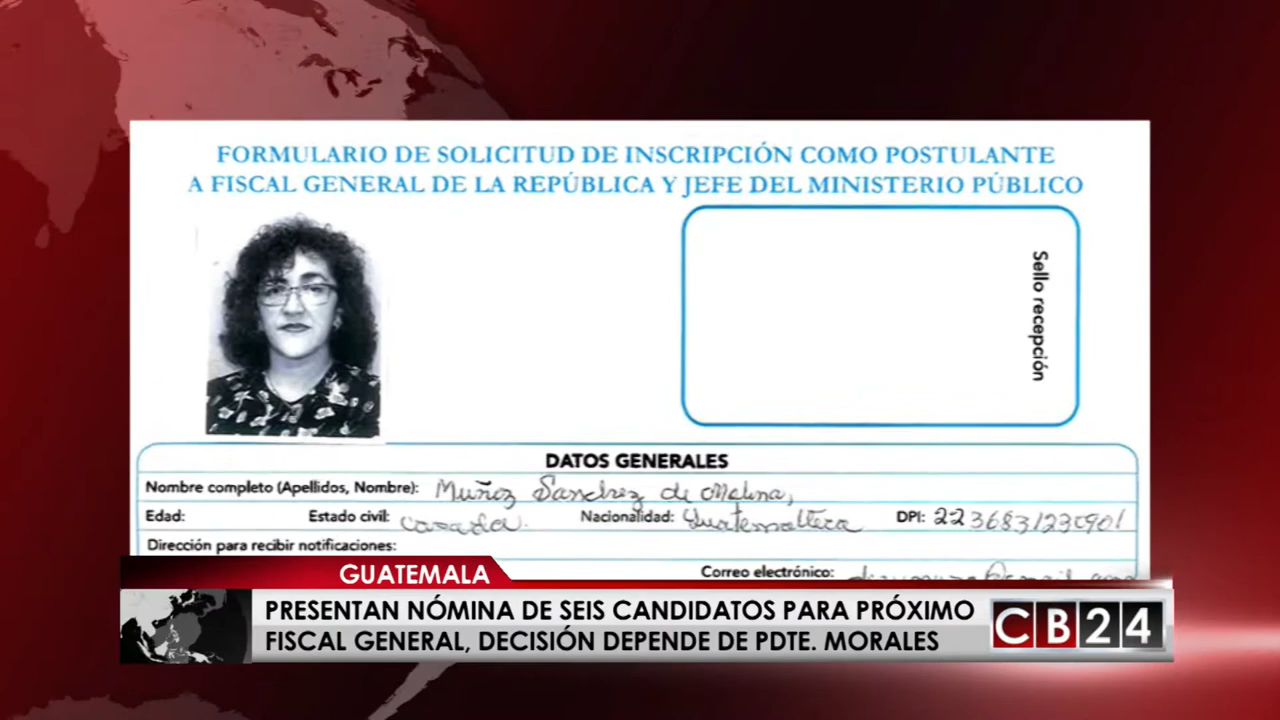 FORMULARIO DE SOLICITUD DE INSCRIPCIÓN COMO POSTULANTE
A FISCAL GENERAL DE LA REPÚBLICA Y JEFE DEL MINISTERIO PÚBLICO
Sello recepción
DATOS GENERALES
Nombre completo (Apellidos, Nombre): Muñoz Sánchez de Molina,
Edad: Estado civil: casada. Nacionalidad: Guatemalteca DPI: 2236831230901
Dirección para recibir notificaciones:
Correo electrónico:
GUATEMALA
PRESENTAN NÓMINA DE SEIS CANDIDATOS PARA PRÓXIMO
FISCAL GENERAL, DECISIÓN DEPENDE DE PDTE. MORALES
CB24